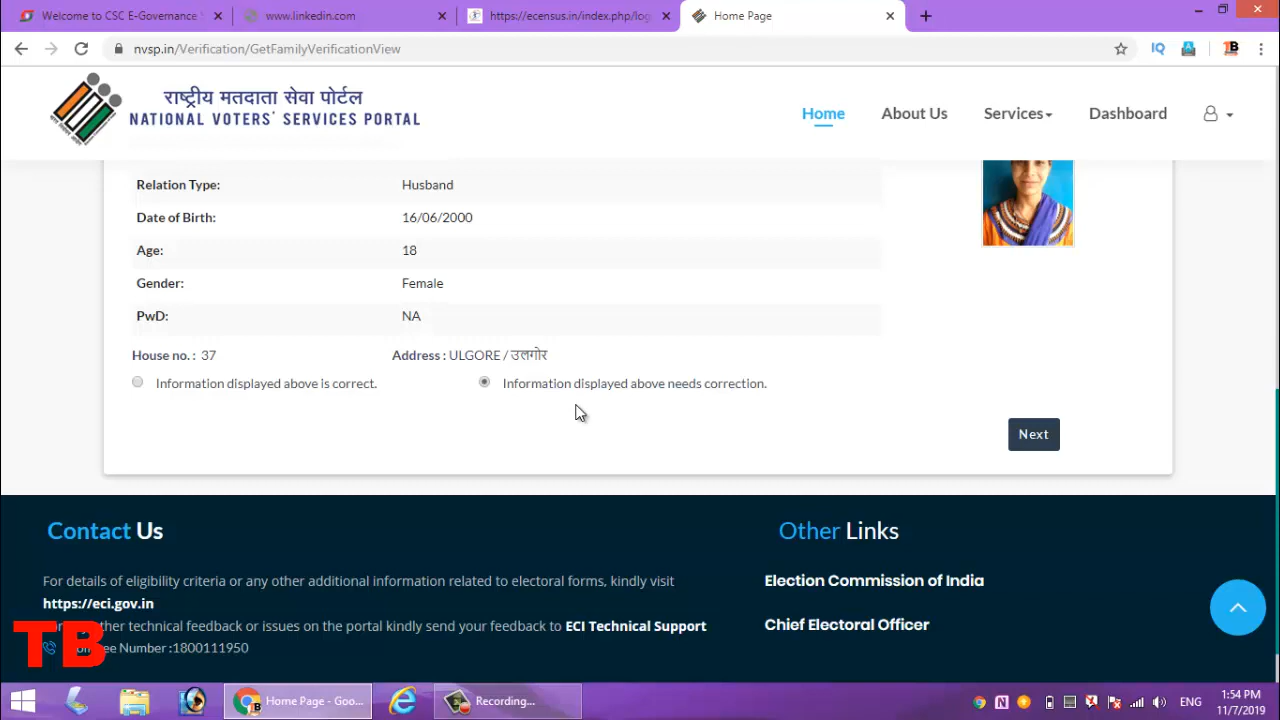 Welcome to CSC E-Governance
www.linkedin.com
https://ecensus.in/index.php/log
Home Page
nvsp.in/Verification/GetFamilyVerificationView
IQ
TB
राष्ट्रीय मतदाता सेवा पोर्टल
NATIONAL VOTERS' SERVICES PORTAL
Home About Us Services Dashboard
Relation Type: Husband
Date of Birth: 16/06/2000
Age: 18
Gender: Female
PwD: NA
House no. : 37 Address : ULGORE / उलगोर
Information displayed above is correct. Information displayed above needs correction.
Next
Contact Us
For details of eligibility criteria or any other additional information related to electoral forms, kindly visit
https://eci.gov.in
ther technical feedback or issues on the portal kindly send your feedback to ECI Technical Support
ee Number :1800111950
Other Links
Election Commission of India
Chief Electoral Officer
TB
Home Page - Goo...
Recording...
ENG
1:54 PM
11/7/2019